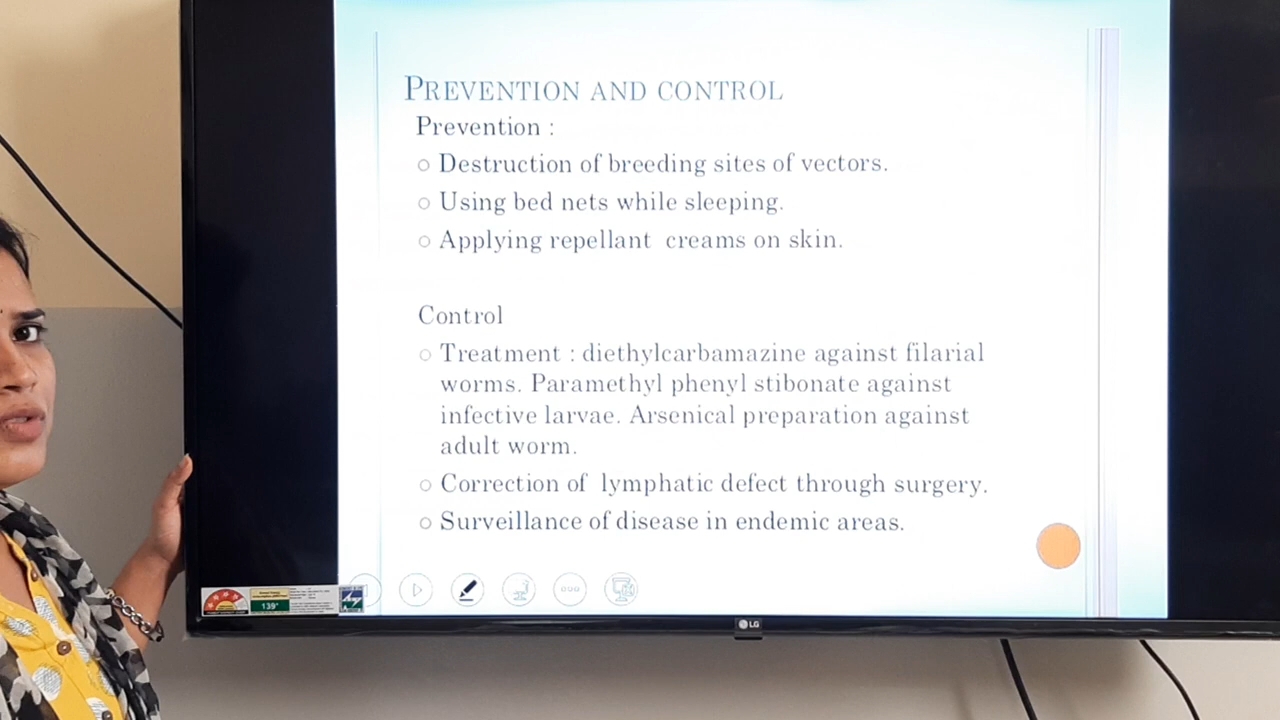 PREVENTION AND CONTROL
Prevention :
Destruction of breeding sites of vectors.
Using bed nets while sleeping.
Applying repellant creams on skin.
Control
Treatment : diethylcarbamazine against filarial
worms. Paramethyl phenyl stibonate against
infective larvae. Arsenical preparation against
adult worm.
Correction of lymphatic defect through surgery.
Surveillance of disease in endemic areas.
139*
LG